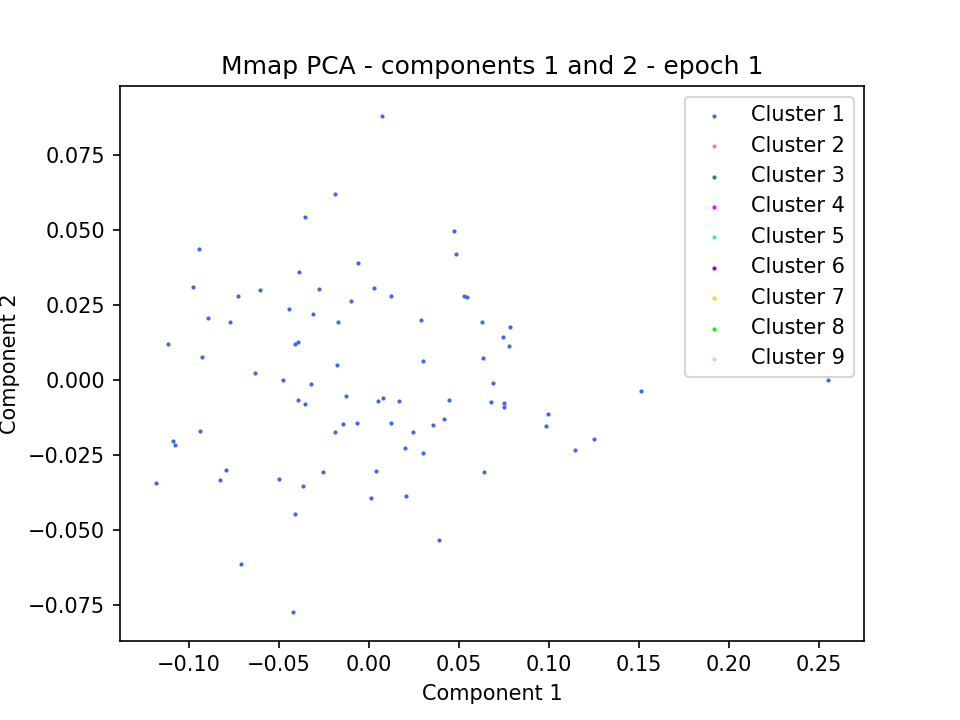 Mmap PCA - components 1 and 2 - epoch 1
Cluster 1
Cluster 2
Cluster 3
Cluster 4
Cluster 5
Cluster 6
Cluster 7
Cluster 8
Cluster 9
0.075
0.050
0.025
0.000
−0.025
−0.050
−0.075
Component 2
−0.10
−0.05
0.00
0.05
0.10
0.15
0.20
0.25
Component 1